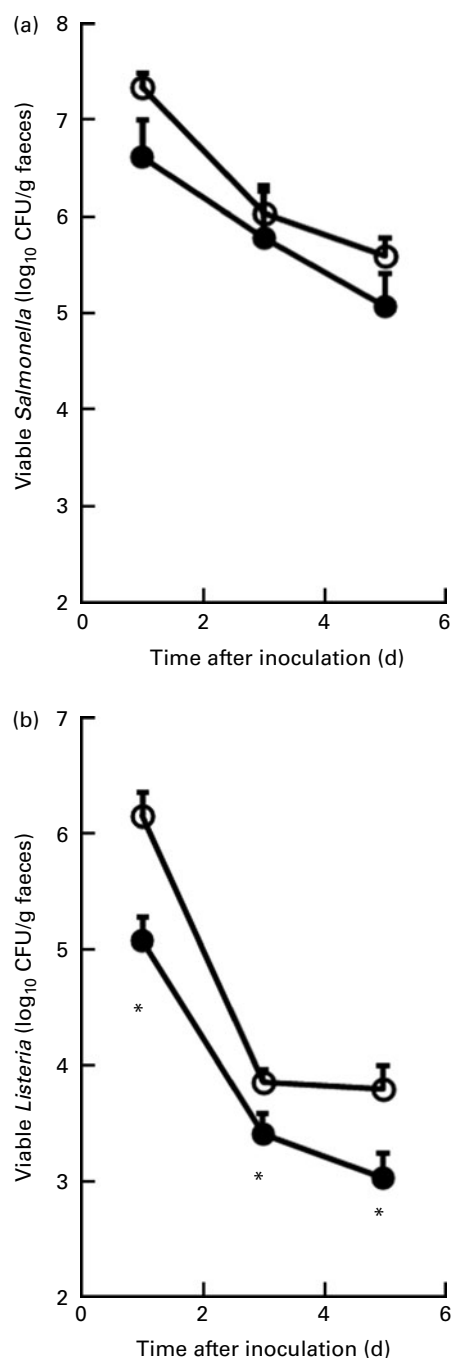 (a)
8
7
6
5
4
3
2
0 2 4 6
Viable Salmonella (log₁₀ CFU/g faeces)
Time after inoculation (d)
(b)
7
6
5
4
3
2
0 2 4 6
Viable Listeria (log₁₀ CFU/g faeces)
*
*
*
Time after inoculation (d)